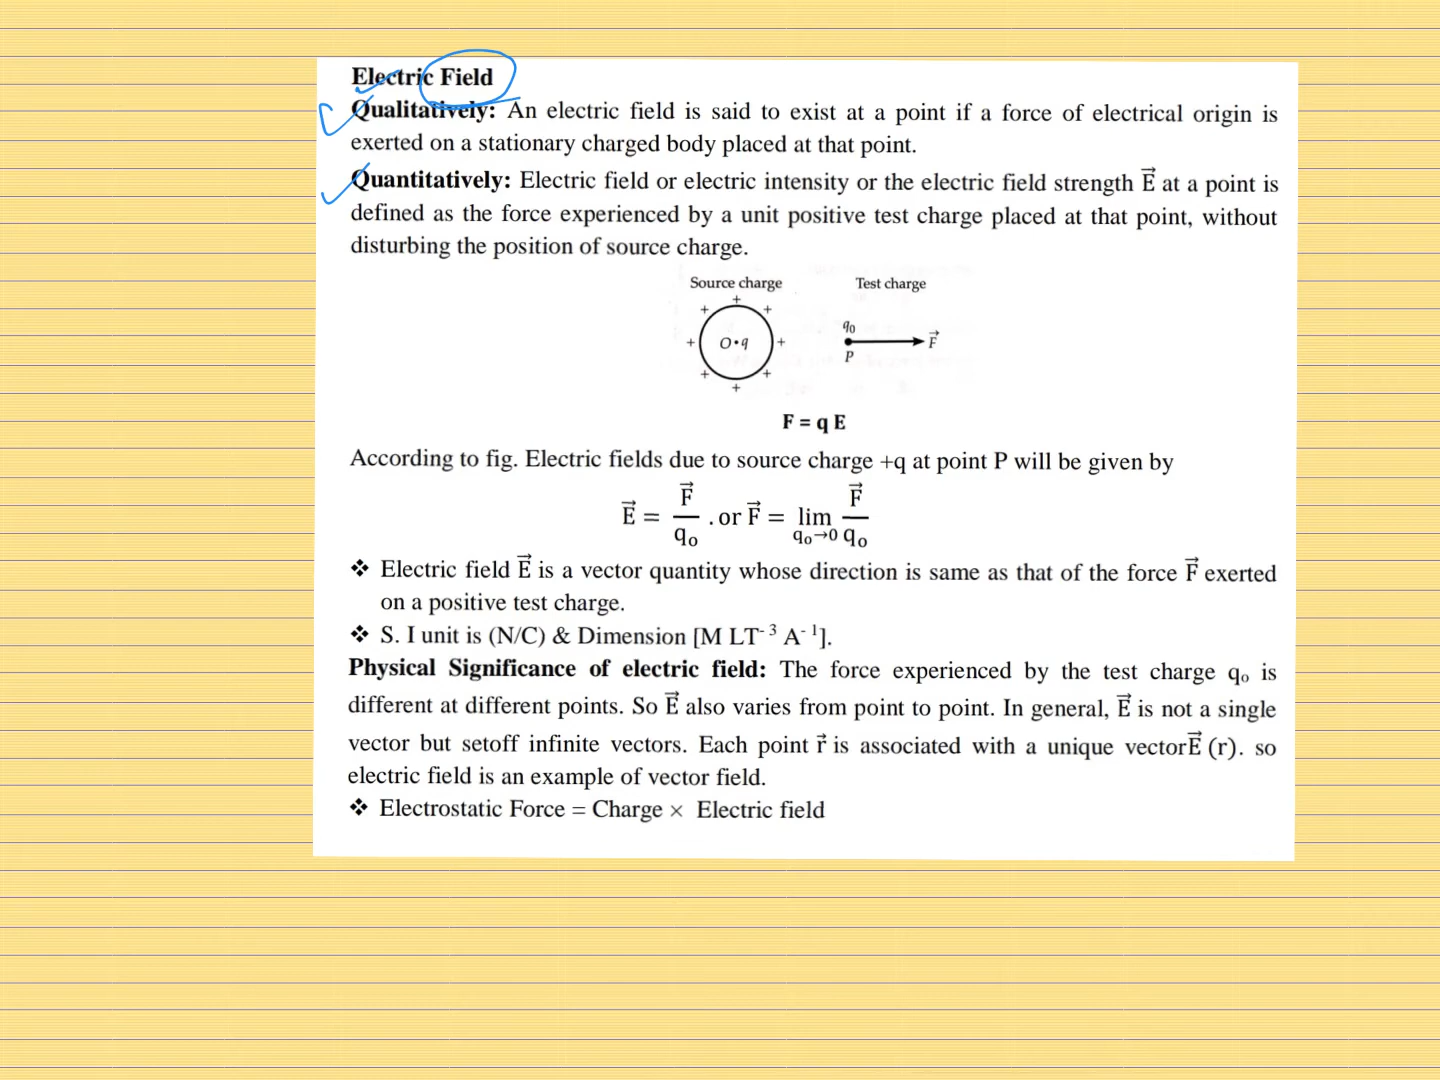 Electric Field
Qualitatively: An electric field is said to exist at a point if a force of electrical origin is
exerted on a stationary charged body placed at that point.
Quantitatively: Electric field or electric intensity or the electric field strength E⃗ at a point is
defined as the force experienced by a unit positive test charge placed at that point, without
disturbing the position of source charge.
Source charge Test charge
+ + + + + + + +
O•q
q₀
P
F⃗
F = q E
According to fig. Electric fields due to source charge +q at point P will be given by
E⃗ = F⃗ / qₒ . or F⃗ = lim qₒ→0 F⃗ / qₒ
❖ Electric field E⃗ is a vector quantity whose direction is same as that of the force F⃗ exerted
on a positive test charge.
❖ S. I unit is (N/C) & Dimension [M LT⁻³ A⁻¹].
Physical Significance of electric field: The force experienced by the test charge qₒ is
different at different points. So E⃗ also varies from point to point. In general, E⃗ is not a single
vector but setoff infinite vectors. Each point r⃗ is associated with a unique vectorE⃗ (r). so
electric field is an example of vector field.
❖ Electrostatic Force = Charge × Electric field